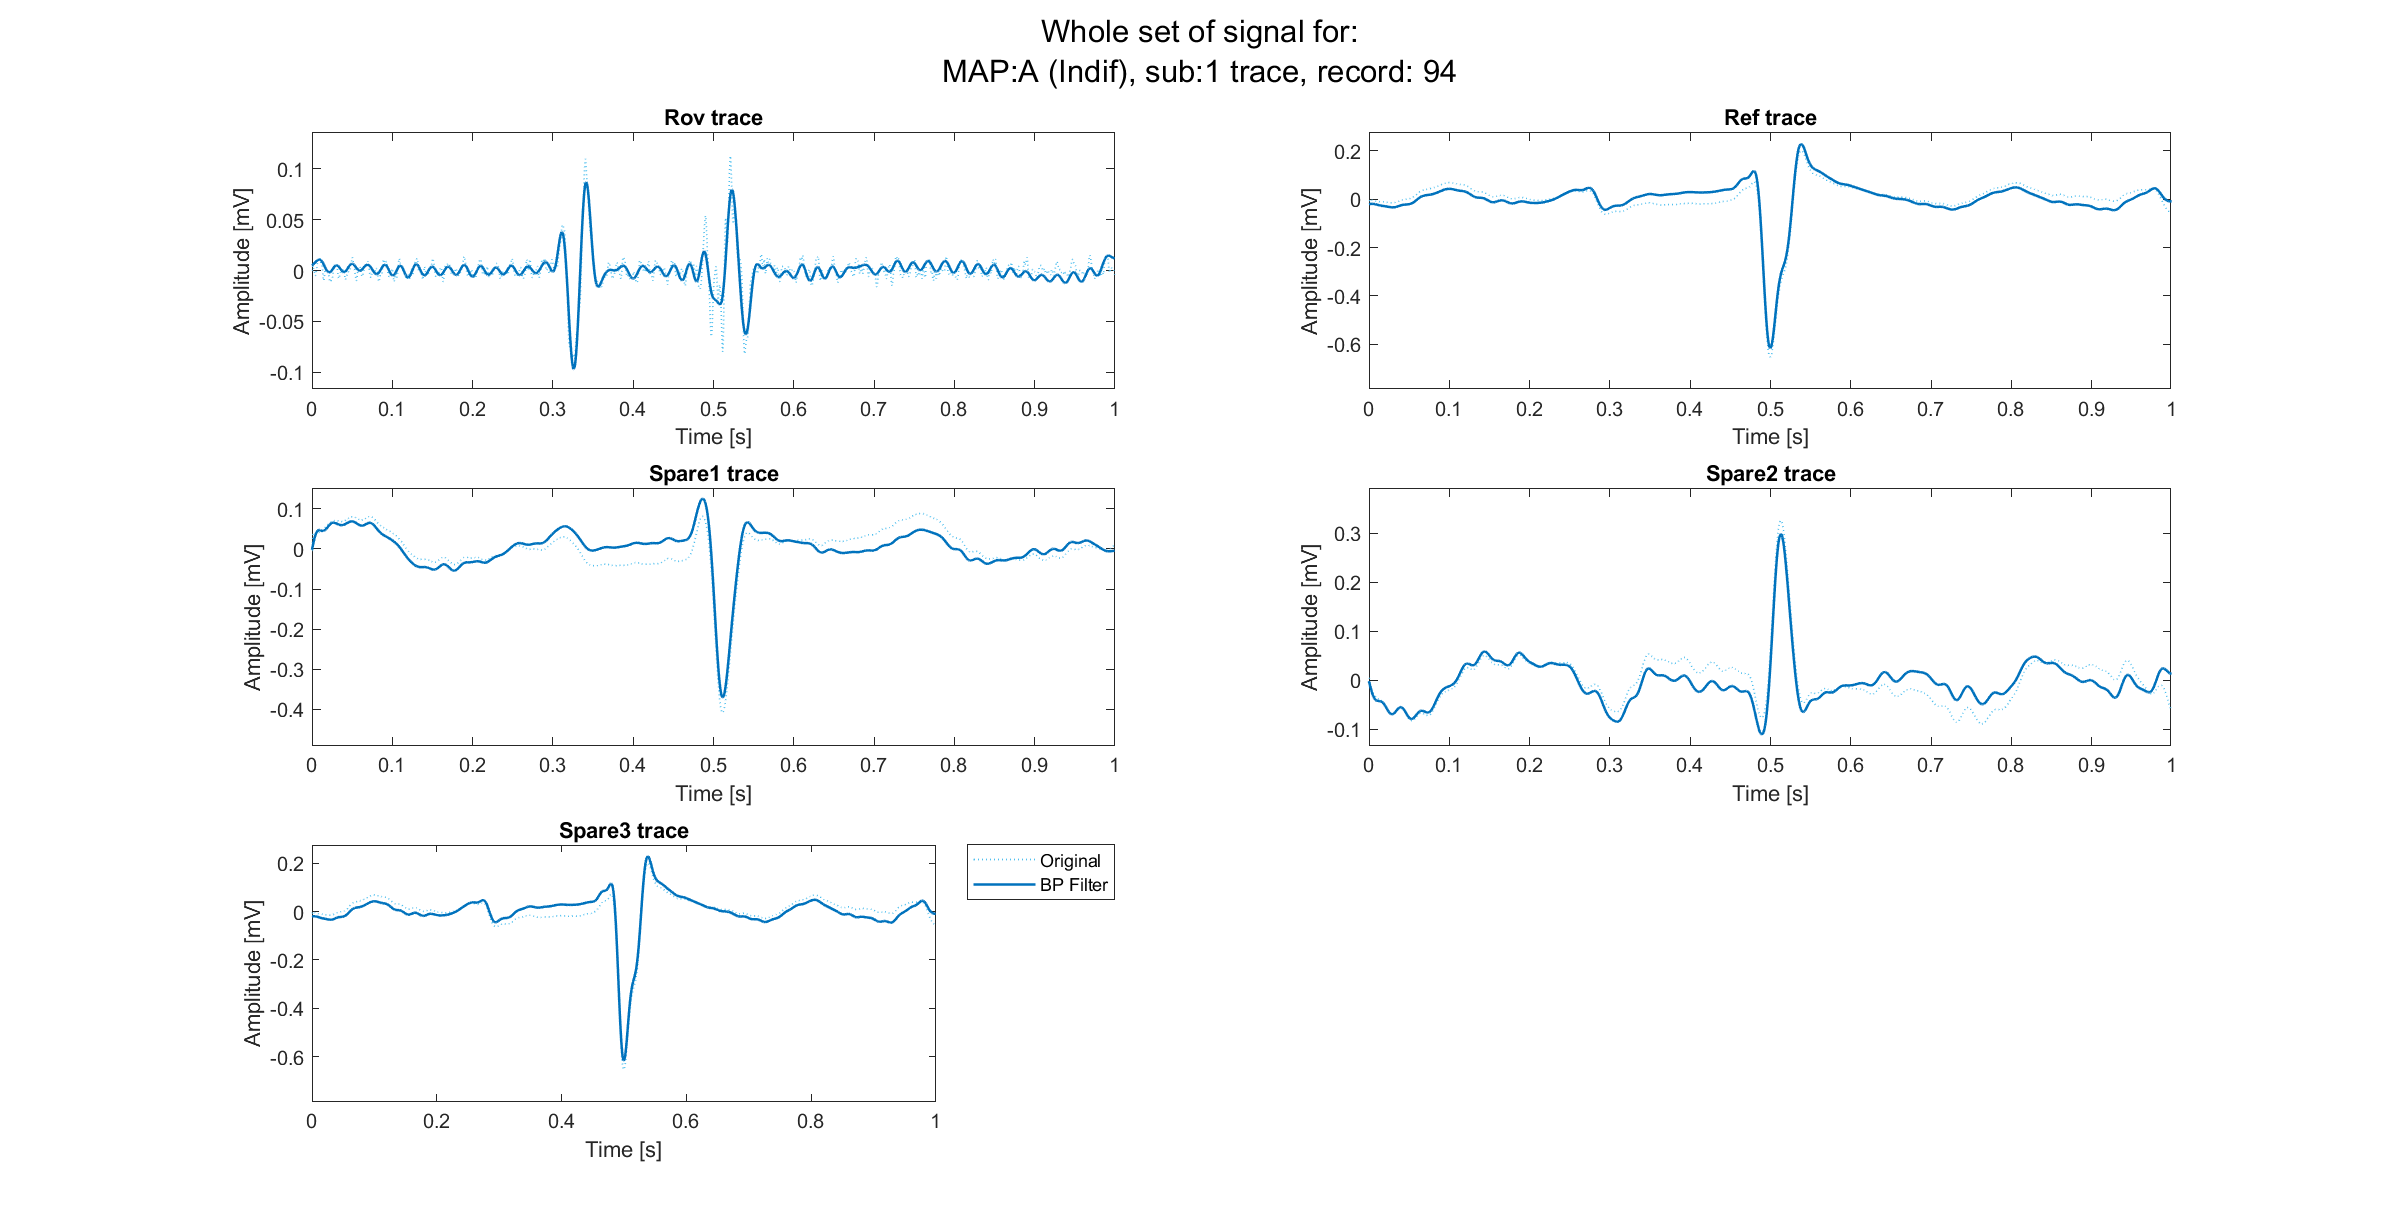 Whole set of signal for:
MAP:A (Indif), sub:1 trace, record: 94
Rov trace
Amplitude [mV]
0.1
0.05
0
-0.05
-0.1
0 0.1 0.2 0.3 0.4 0.5 0.6 0.7 0.8 0.9 1
Time [s]
Ref trace
Amplitude [mV]
0.2
0
-0.2
-0.4
-0.6
0 0.1 0.2 0.3 0.4 0.5 0.6 0.7 0.8 0.9 1
Time [s]
Spare1 trace
Amplitude [mV]
0.1
0
-0.1
-0.2
-0.3
-0.4
0 0.1 0.2 0.3 0.4 0.5 0.6 0.7 0.8 0.9 1
Time [s]
Spare2 trace
Amplitude [mV]
0.3
0.2
0.1
0
-0.1
0 0.1 0.2 0.3 0.4 0.5 0.6 0.7 0.8 0.9 1
Time [s]
Spare3 trace
Amplitude [mV]
0.2
0
-0.2
-0.4
-0.6
0 0.2 0.4 0.6 0.8 1
Time [s]
Original
BP Filter